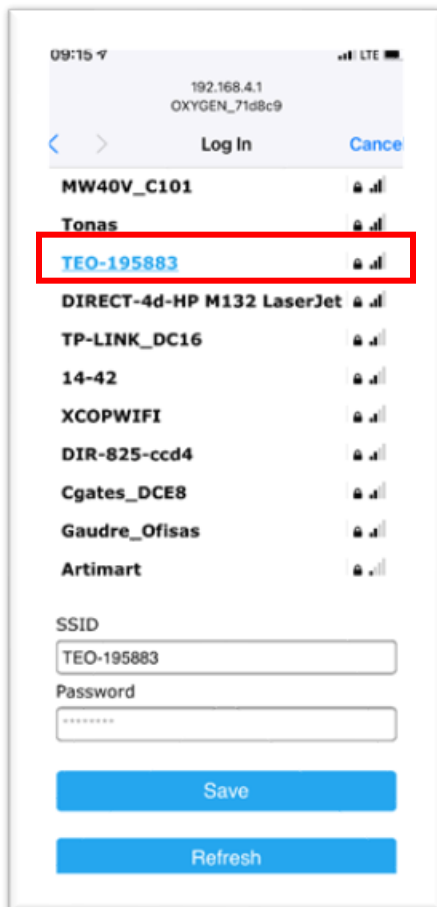 09:15 LTE
192.168.4.1
OXYGEN_71d8c9
Log In Cance
MW40V_C101
Tonas
TEO-195883
DIRECT-4d-HP M132 LaserJet
TP-LINK_DC16
14-42
XCOPWIFI
DIR-825-ccd4
Cgates_DCE8
Gaudre_Ofisas
Artimart
SSID
TEO-195883
Password
********
Save
Refresh